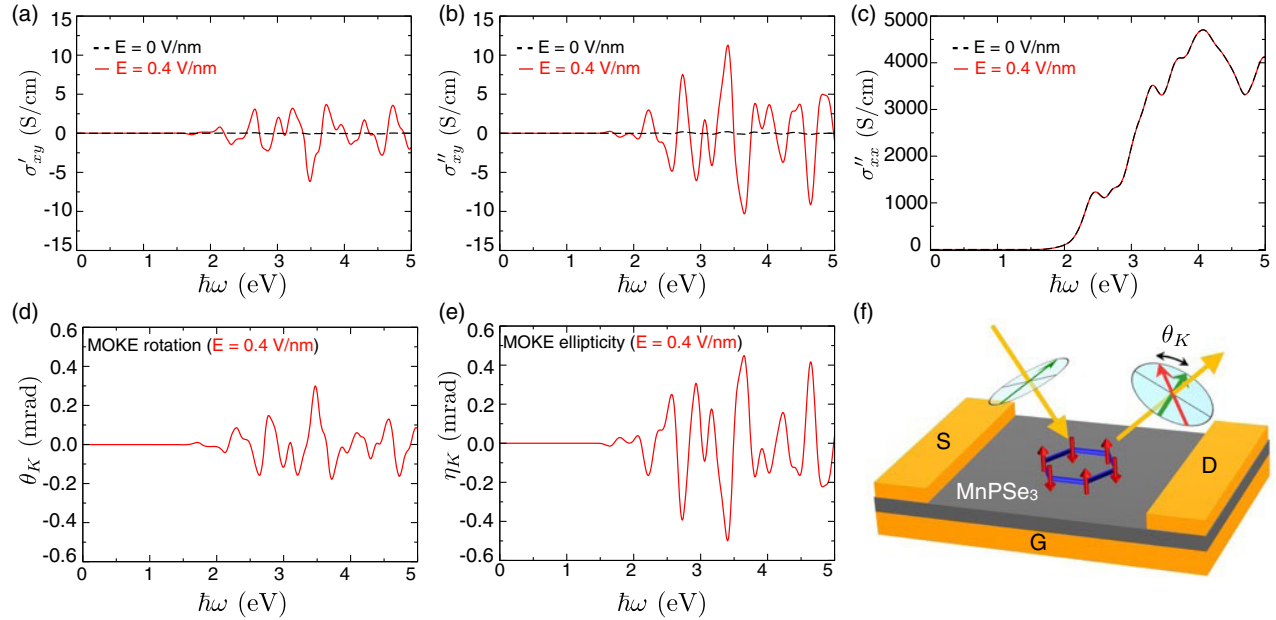 (a)
15
10
5
0
-5
-10
-15
σ′xy (S/cm)
E = 0 V/nm
E = 0.4 V/nm
0 1 2 3 4 5
ħω (eV)
(b)
15
10
5
0
-5
-10
-15
σ″xy (S/cm)
E = 0 V/nm
E = 0.4 V/nm
0 1 2 3 4 5
ħω (eV)
(c)
5000
4000
3000
2000
1000
0
σ″xx (S/cm)
E = 0 V/nm
E = 0.4 V/nm
0 1 2 3 4 5
ħω (eV)
(d)
0.6
0.4
0.2
0.0
-0.2
-0.4
-0.6
θK (mrad)
MOKE rotation (E = 0.4 V/nm)
0 1 2 3 4 5
ħω (eV)
(e)
0.6
0.4
0.2
0.0
-0.2
-0.4
-0.6
ηK (mrad)
MOKE ellipticity (E = 0.4 V/nm)
0 1 2 3 4 5
ħω (eV)
(f)
θK
S
D
MnPSe₃
G